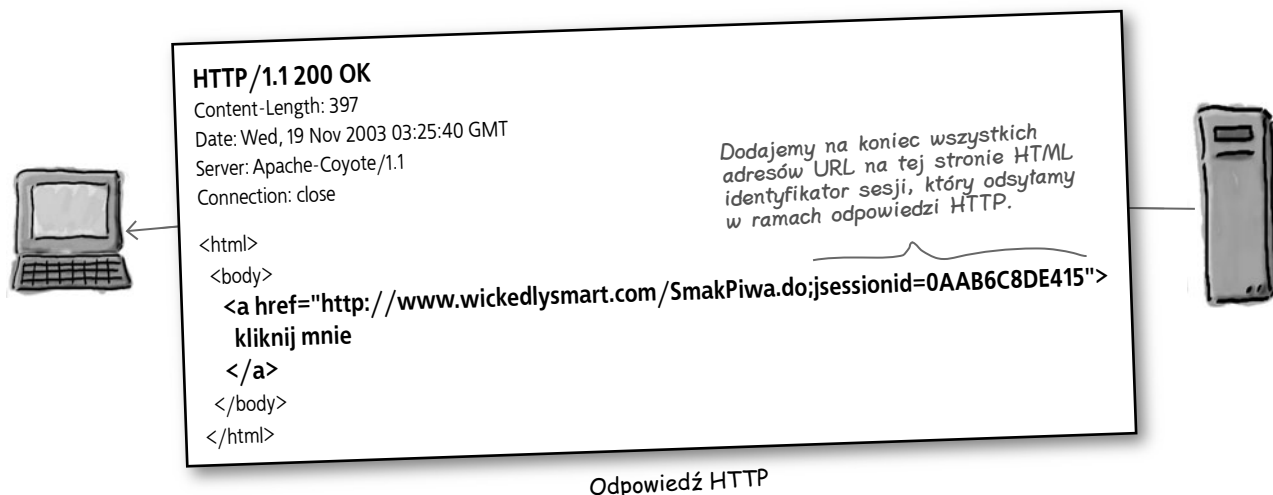 HTTP/1.1 200 OK
Content-Length: 397
Date: Wed, 19 Nov 2003 03:25:40 GMT
Server: Apache-Coyote/1.1
Connection: close
Dodajemy na koniec wszystkich
adresów URL na tej stronie HTML
identyfikator sesji, który odsyłamy
w ramach odpowiedzi HTTP.
<html>
<body>
<a href="http://www.wickedlysmart.com/SmakPiwa.do;jsessionid=0AAB6C8DE415">
kliknij mnie
</a>
</body>
</html>
Odpowiedź HTTP